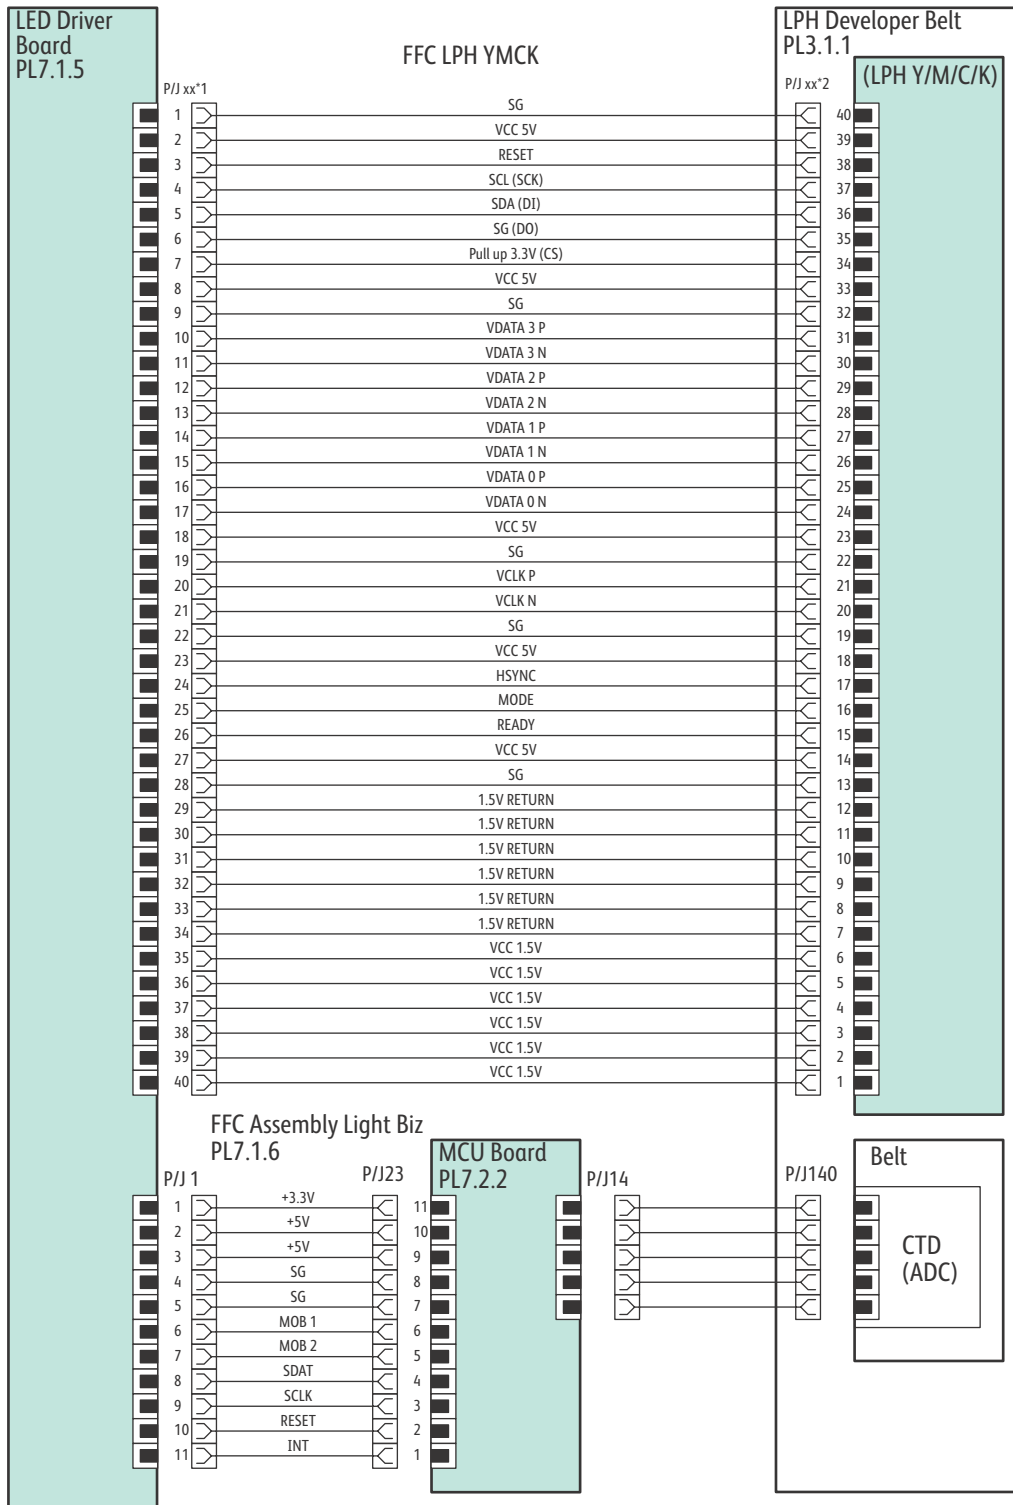 LED Driver
Board
PL7.1.5
FFC LPH YMCK
LPH Developer Belt
PL3.1.1
(LPH Y/M/C/K)
P/J xx*1
P/J xx*2
1 SG 40
2 VCC 5V 39
3 RESET 38
4 SCL (SCK) 37
5 SDA (DI) 36
6 SG (DO) 35
7 Pull up 3.3V (CS) 34
8 VCC 5V 33
9 SG 32
10 VDATA 3 P 31
11 VDATA 3 N 30
12 VDATA 2 P 29
13 VDATA 2 N 28
14 VDATA 1 P 27
15 VDATA 1 N 26
16 VDATA 0 P 25
17 VDATA 0 N 24
18 VCC 5V 23
19 SG 22
20 VCLK P 21
21 VCLK N 20
22 SG 19
23 VCC 5V 18
24 HSYNC 17
25 MODE 16
26 READY 15
27 VCC 5V 14
28 SG 13
29 1.5V RETURN 12
30 1.5V RETURN 11
31 1.5V RETURN 10
32 1.5V RETURN 9
33 1.5V RETURN 8
34 1.5V RETURN 7
35 VCC 1.5V 6
36 VCC 1.5V 5
37 VCC 1.5V 4
38 VCC 1.5V 3
39 VCC 1.5V 2
40 VCC 1.5V 1
FFC Assembly Light Biz
PL7.1.6
MCU Board
PL7.2.2
Belt
P/J 1
P/J23
P/J14
P/J140
1 +3.3V 11
2 +5V 10
3 +5V 9
4 SG 8
5 SG 7
6 MOB 1 6
7 MOB 2 5
8 SDAT 4
9 SCLK 3
10 RESET 2
11 INT 1
CTD
(ADC)